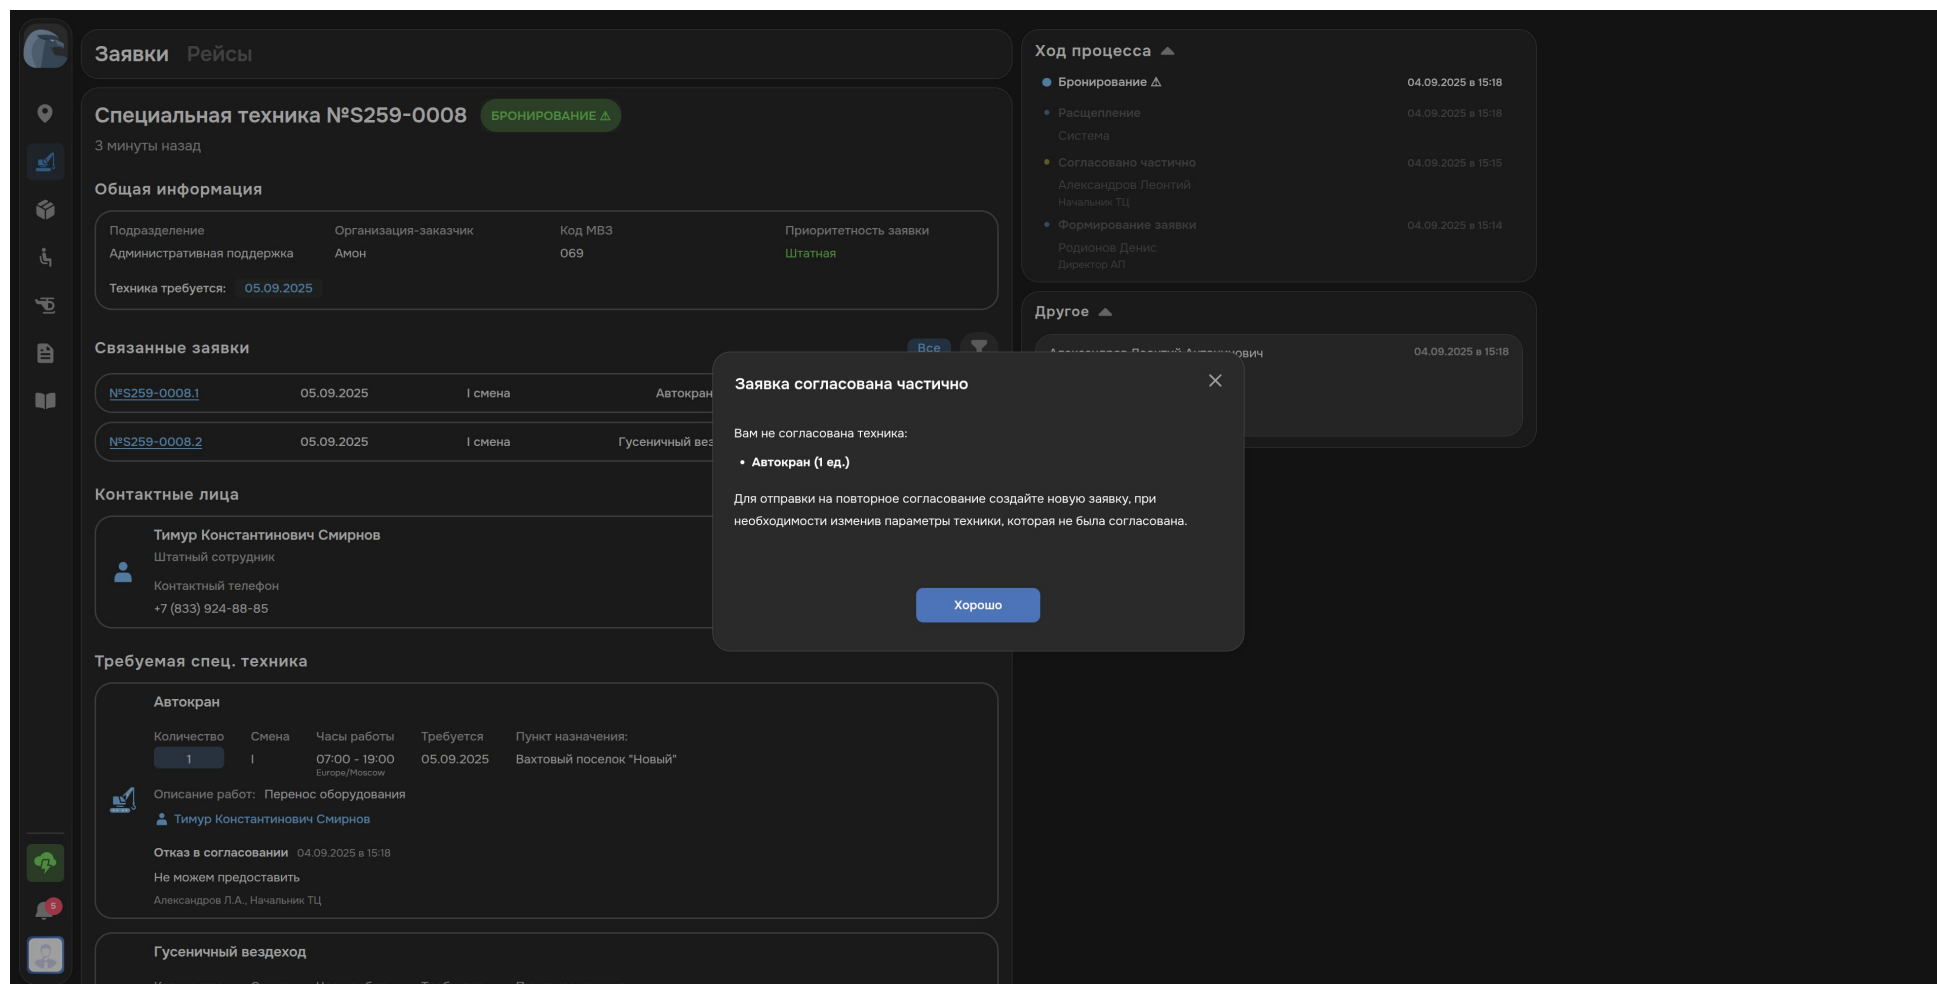 Заявки Рейсы
Специальная техника №S259-0008 БРОНИРОВАНИЕ ⚠
3 минуты назад
Общая информация
Подразделение Организация-заказчик Код МВЗ Приоритетность заявки
Административная поддержка Амон 069 Штатная
Техника требуется: 05.09.2025
Связанные заявки Все
№S259-0008.1 05.09.2025 I смена Автокран
№S259-0008.2 05.09.2025 I смена Гусеничный вез
Контактные лица
Тимур Константинович Смирнов
Штатный сотрудник
Контактный телефон
+7 (833) 924-88-85
Требуемая спец. техника
Автокран
Количество Смена Часы работы Требуется Пункт назначения:
1 I 07:00 - 19:00 05.09.2025 Вахтовый поселок "Новый"
Europe/Moscow
Описание работ: Перенос оборудования
Тимур Константинович Смирнов
Отказ в согласовании 04.09.2025 в 15:18
Не можем предоставить
Александров Л.А., Начальник ТЦ
Гусеничный вездеход
5
Ход процесса
Бронирование ⚠ 04.09.2025 в 15:18
Расщепление 04.09.2025 в 15:18
Система
Согласовано частично 04.09.2025 в 15:15
Александров Леонтий
Начальник ТЦ
Формирование заявки 04.09.2025 в 15:14
Родионов Денис
Директор АП
Другое
Александров Леонтий Антонинович 04.09.2025 в 15:18
Заявка согласована частично
Вам не согласована техника:
• Автокран (1 ед.)
Для отправки на повторное согласование создайте новую заявку, при
необходимости изменив параметры техники, которая не была согласована.
Хорошо